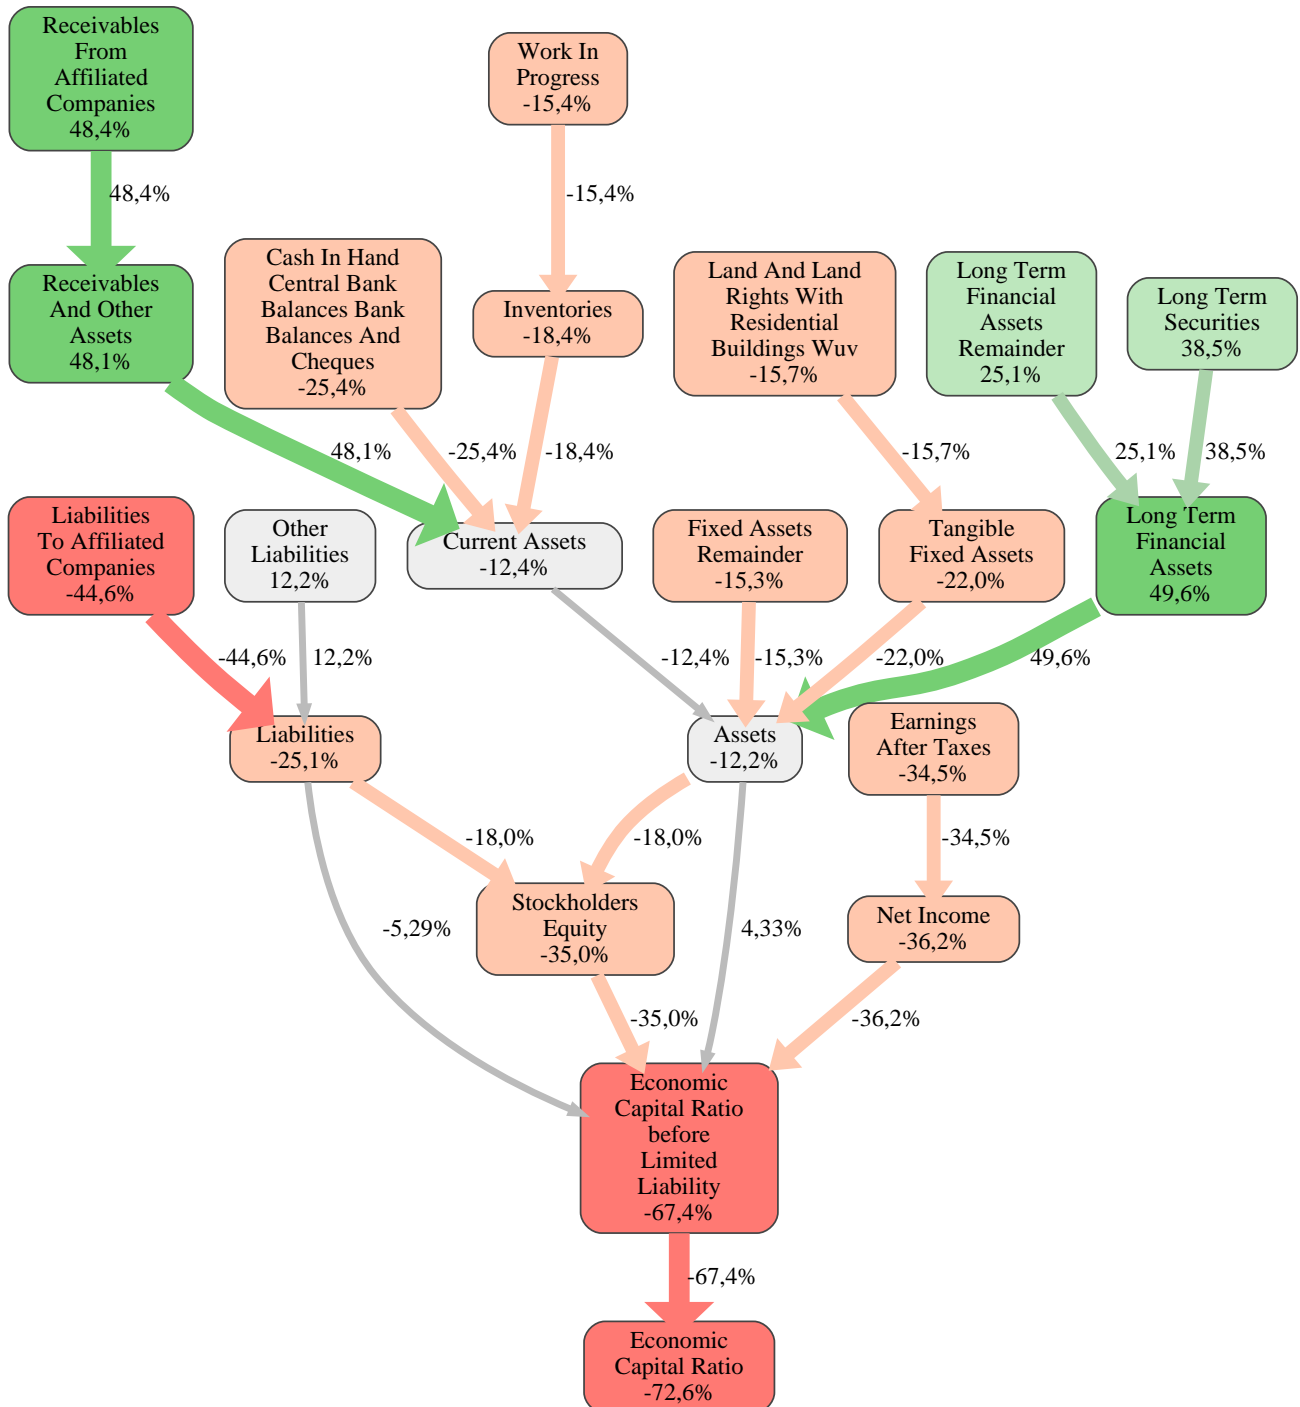 Receivables
From
Affiliated
Companies
48,4%
Work In
Progress
-15,4%
48,4%
-15,4%
Receivables
And Other
Assets
48,1%
Cash In Hand
Central Bank
Balances Bank
Balances And
Cheques
-25,4%
Inventories
-18,4%
Land And Land
Rights With
Residential
Buildings Wuv
-15,7%
Long Term
Financial
Assets
Remainder
25,1%
Long Term
Securities
38,5%
48,1%
-25,4%
-18,4%
-15,7%
25,1%
38,5%
Liabilities
To Affiliated
Companies
-44,6%
Other
Liabilities
12,2%
Current Assets
-12,4%
Fixed Assets
Remainder
-15,3%
Tangible
Fixed Assets
-22,0%
Long Term
Financial
Assets
49,6%
-44,6%
12,2%
-12,4%
-15,3%
-22,0%
49,6%
Liabilities
-25,1%
Assets
-12,2%
Earnings
After Taxes
-34,5%
-18,0%
-18,0%
-34,5%
Stockholders
Equity
-35,0%
Net Income
-36,2%
-5,29%
4,33%
-35,0%
-36,2%
Economic
Capital Ratio
before
Limited
Liability
-67,4%
-67,4%
Economic
Capital Ratio
-72,6%